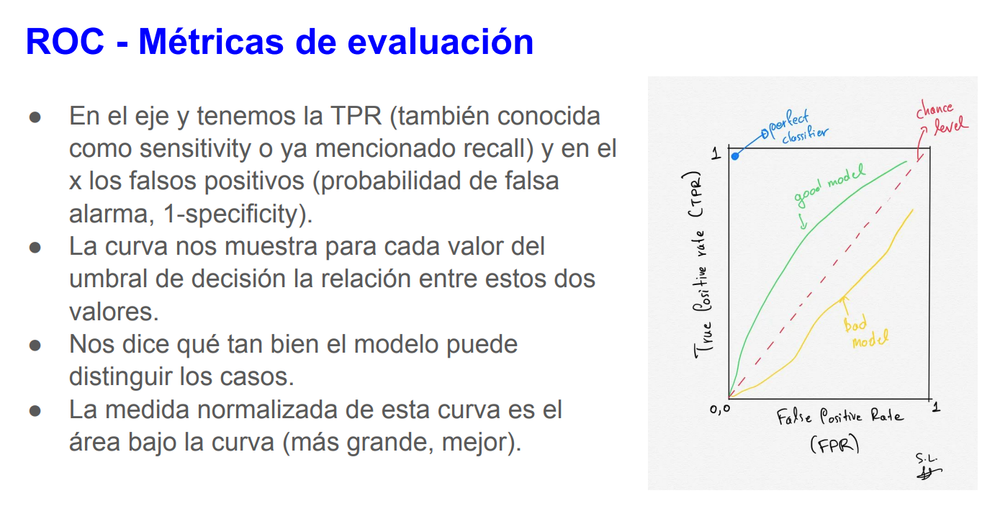 ROC - Métricas de evaluación
● En el eje y tenemos la TPR (también conocida
como sensitivity o ya mencionado recall) y en el
x los falsos positivos (probabilidad de falsa
alarma, 1-specificity).
● La curva nos muestra para cada valor del
umbral de decisión la relación entre estos dos
valores.
● Nos dice qué tan bien el modelo puede
distinguir los casos.
● La medida normalizada de esta curva es el
área bajo la curva (más grande, mejor).
perfect
classifier
chance
level
1
good model
True Positive rate (TPR)
bad
model
0,0
1
False Positive Rate
(FPR)
S.L.